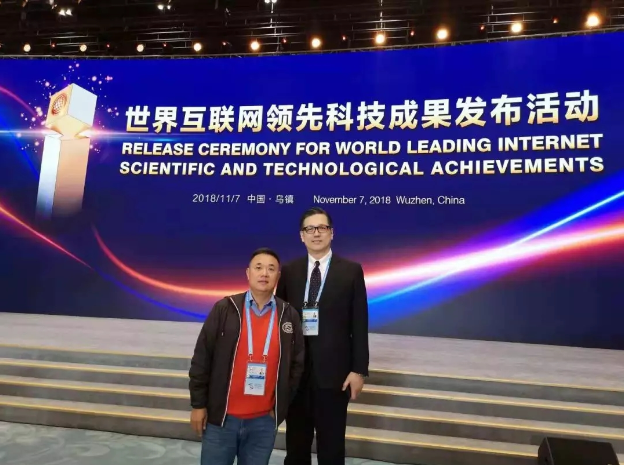 世界互联网领先科技成果发布活动
RELEASE CEREMONY FOR WORLD LEADING INTERNET
SCIENTIFIC AND TECHNOLOGICAL ACHIEVEMENTS
2018/11/7 中国·乌镇 November 7, 2018 Wuzhen, China